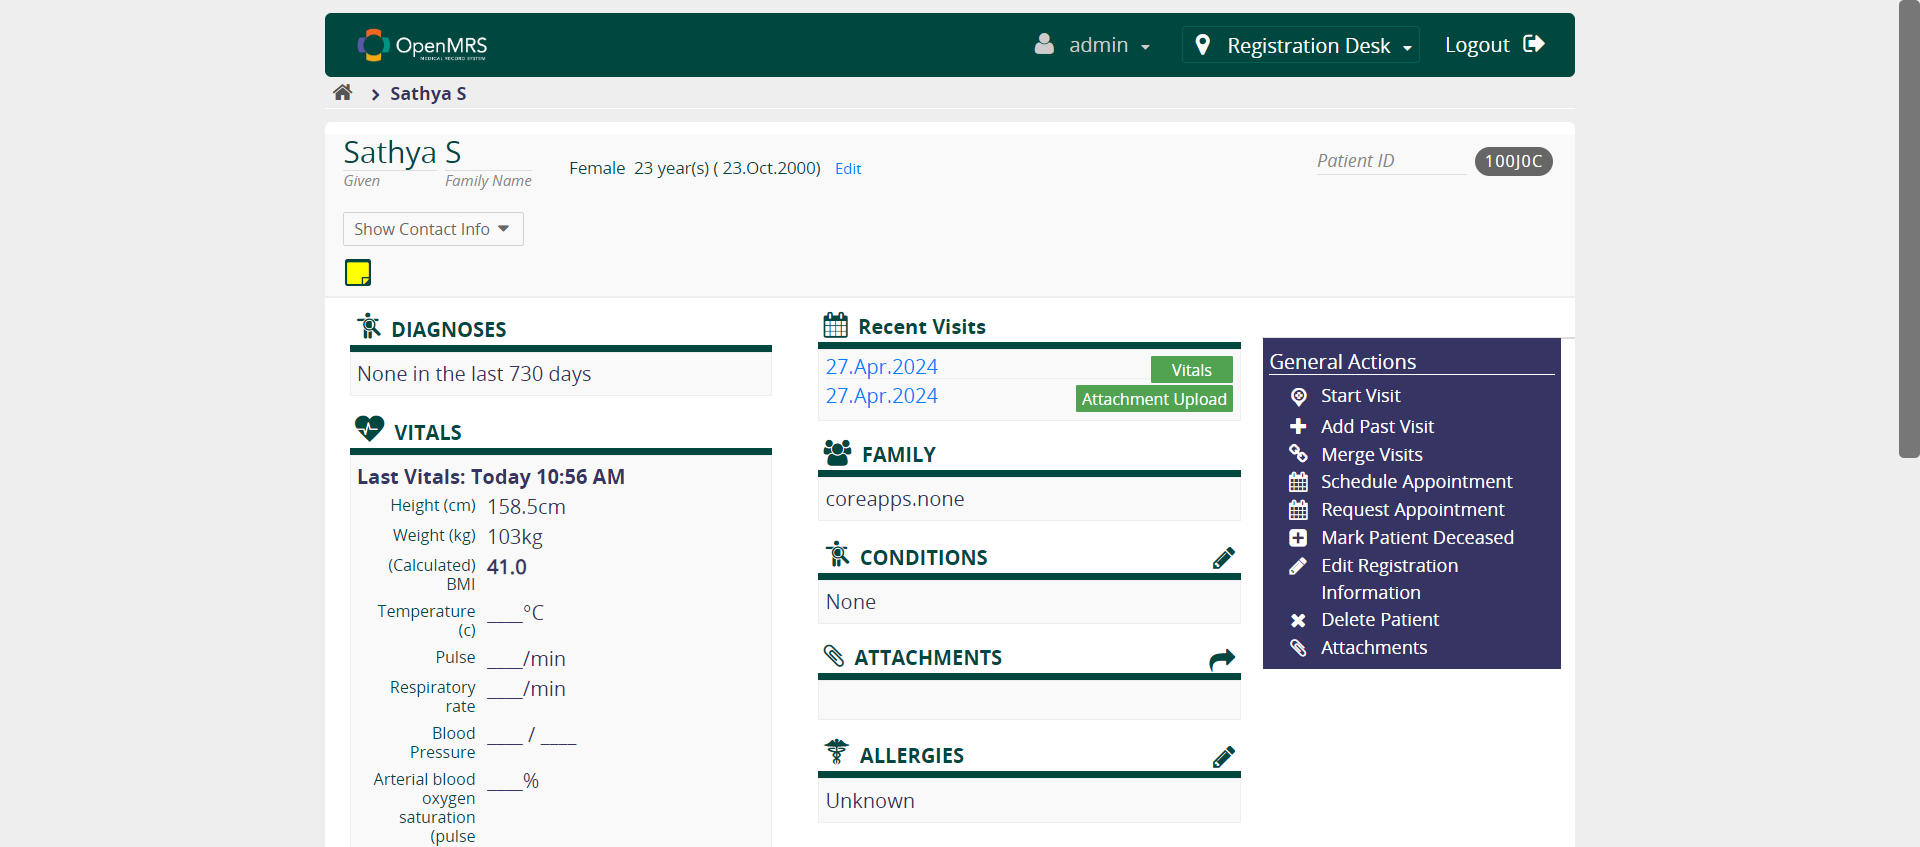 OpenMRS
MEDICAL RECORD SYSTEM
admin
Registration Desk
Logout
Sathya S
Sathya S
Given Family Name
Female 23 year(s) ( 23.Oct.2000) Edit
Patient ID 100J0C
Show Contact Info
DIAGNOSES
None in the last 730 days
VITALS
Last Vitals: Today 10:56 AM
Height (cm) 158.5cm
Weight (kg) 103kg
(Calculated) 41.0
BMI
Temperature ____°C
(c)
Pulse ____/min
Respiratory ____/min
rate
Blood ____ / ____
Pressure
Arterial blood ____%
oxygen
saturation
(pulse
Recent Visits
27.Apr.2024 Vitals
27.Apr.2024 Attachment Upload
FAMILY
coreapps.none
CONDITIONS
None
ATTACHMENTS
ALLERGIES
Unknown
General Actions
Start Visit
Add Past Visit
Merge Visits
Schedule Appointment
Request Appointment
Mark Patient Deceased
Edit Registration
Information
Delete Patient
Attachments